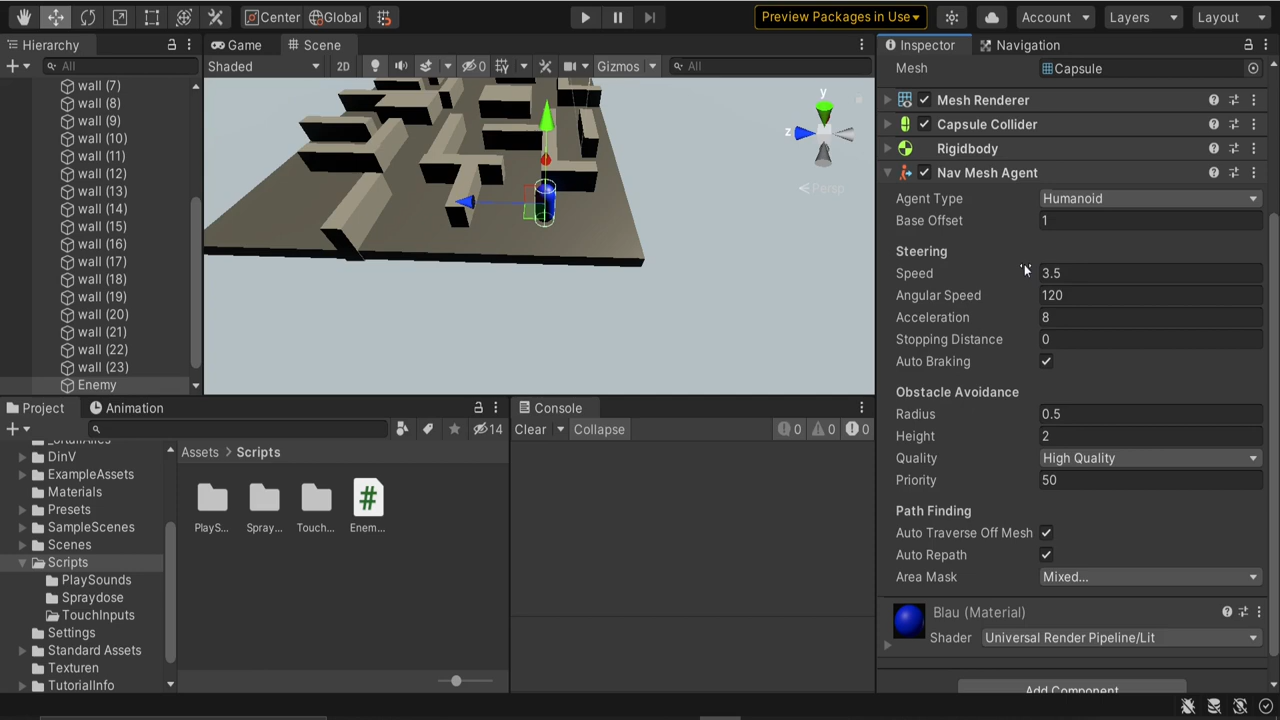 Center
Global
Preview Packages in Use
Account
Layers
Layout
Hierarchy
All
wall (7)
wall (8)
wall (9)
wall (10)
wall (11)
wall (12)
wall (13)
wall (14)
wall (15)
wall (16)
wall (17)
wall (18)
wall (19)
wall (20)
wall (21)
wall (22)
wall (23)
Enemy
Game
Scene
Shaded
2D
0
Gizmos
All
y
z
Persp
Inspector
Navigation
Mesh
Capsule
Mesh Renderer
Capsule Collider
Rigidbody
Nav Mesh Agent
Agent Type
Humanoid
Base Offset
1
Steering
Speed
3.5
Angular Speed
120
Acceleration
8
Stopping Distance
0
Auto Braking
Obstacle Avoidance
Radius
0.5
Height
2
Quality
High Quality
Priority
50
Path Finding
Auto Traverse Off Mesh
Auto Repath
Area Mask
Mixed...
Blau (Material)
Shader
Universal Render Pipeline/Lit
Add Component
Project
Animation
14
DinV
ExampleAssets
Materials
Presets
SampleScenes
Scenes
Scripts
PlaySounds
Spraydose
TouchInputs
Settings
Standard Assets
Texturen
TutorialInfo
Assets > Scripts
PlayS...
Spray...
Touch...
Enem...
Console
Clear
Collapse
0
0
0